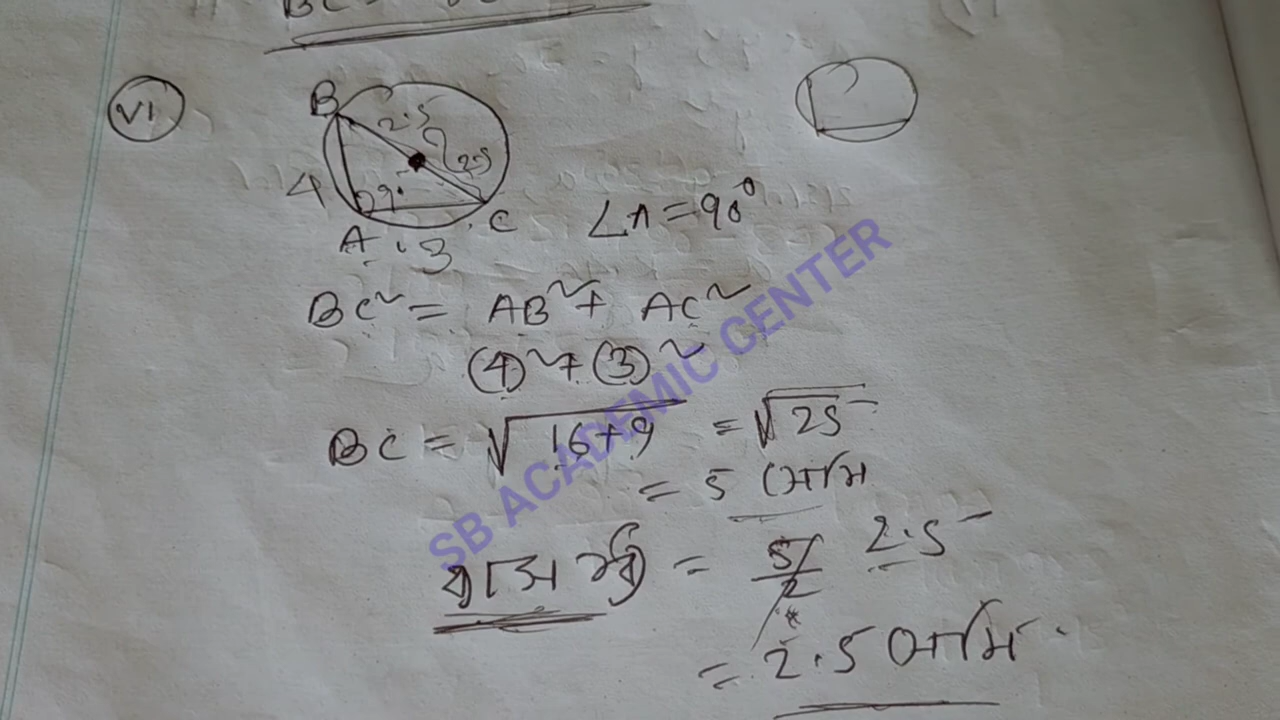 VI
B
2.5
2.5
4
90°
A
3
C
∠A = 90°
BC² = AB² + AC²
(4)² + (3)²
BC = √16+9 = √25
= 5 সেমি
ব্যাসার্ধ = 5/2 2.5
= 2.5 সেমি
SB ACADEMIC CENTER